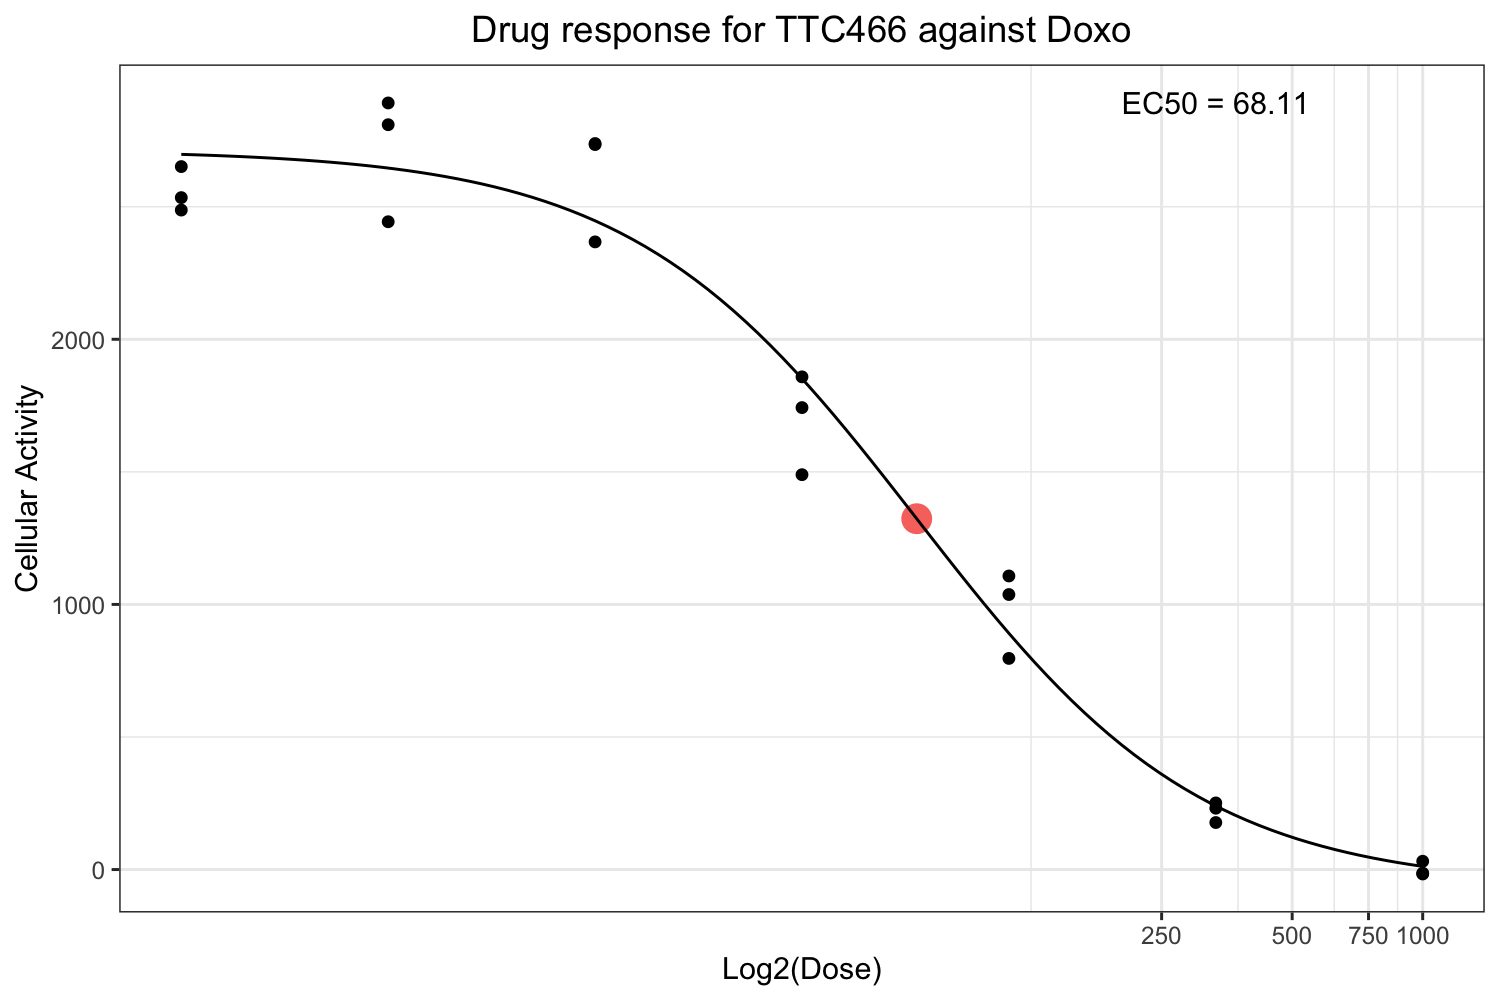 Drug response for TTC466 against Doxo
EC50 = 68.11
Cellular Activity
2000
1000
0
250 500 750 1000
Log2(Dose)